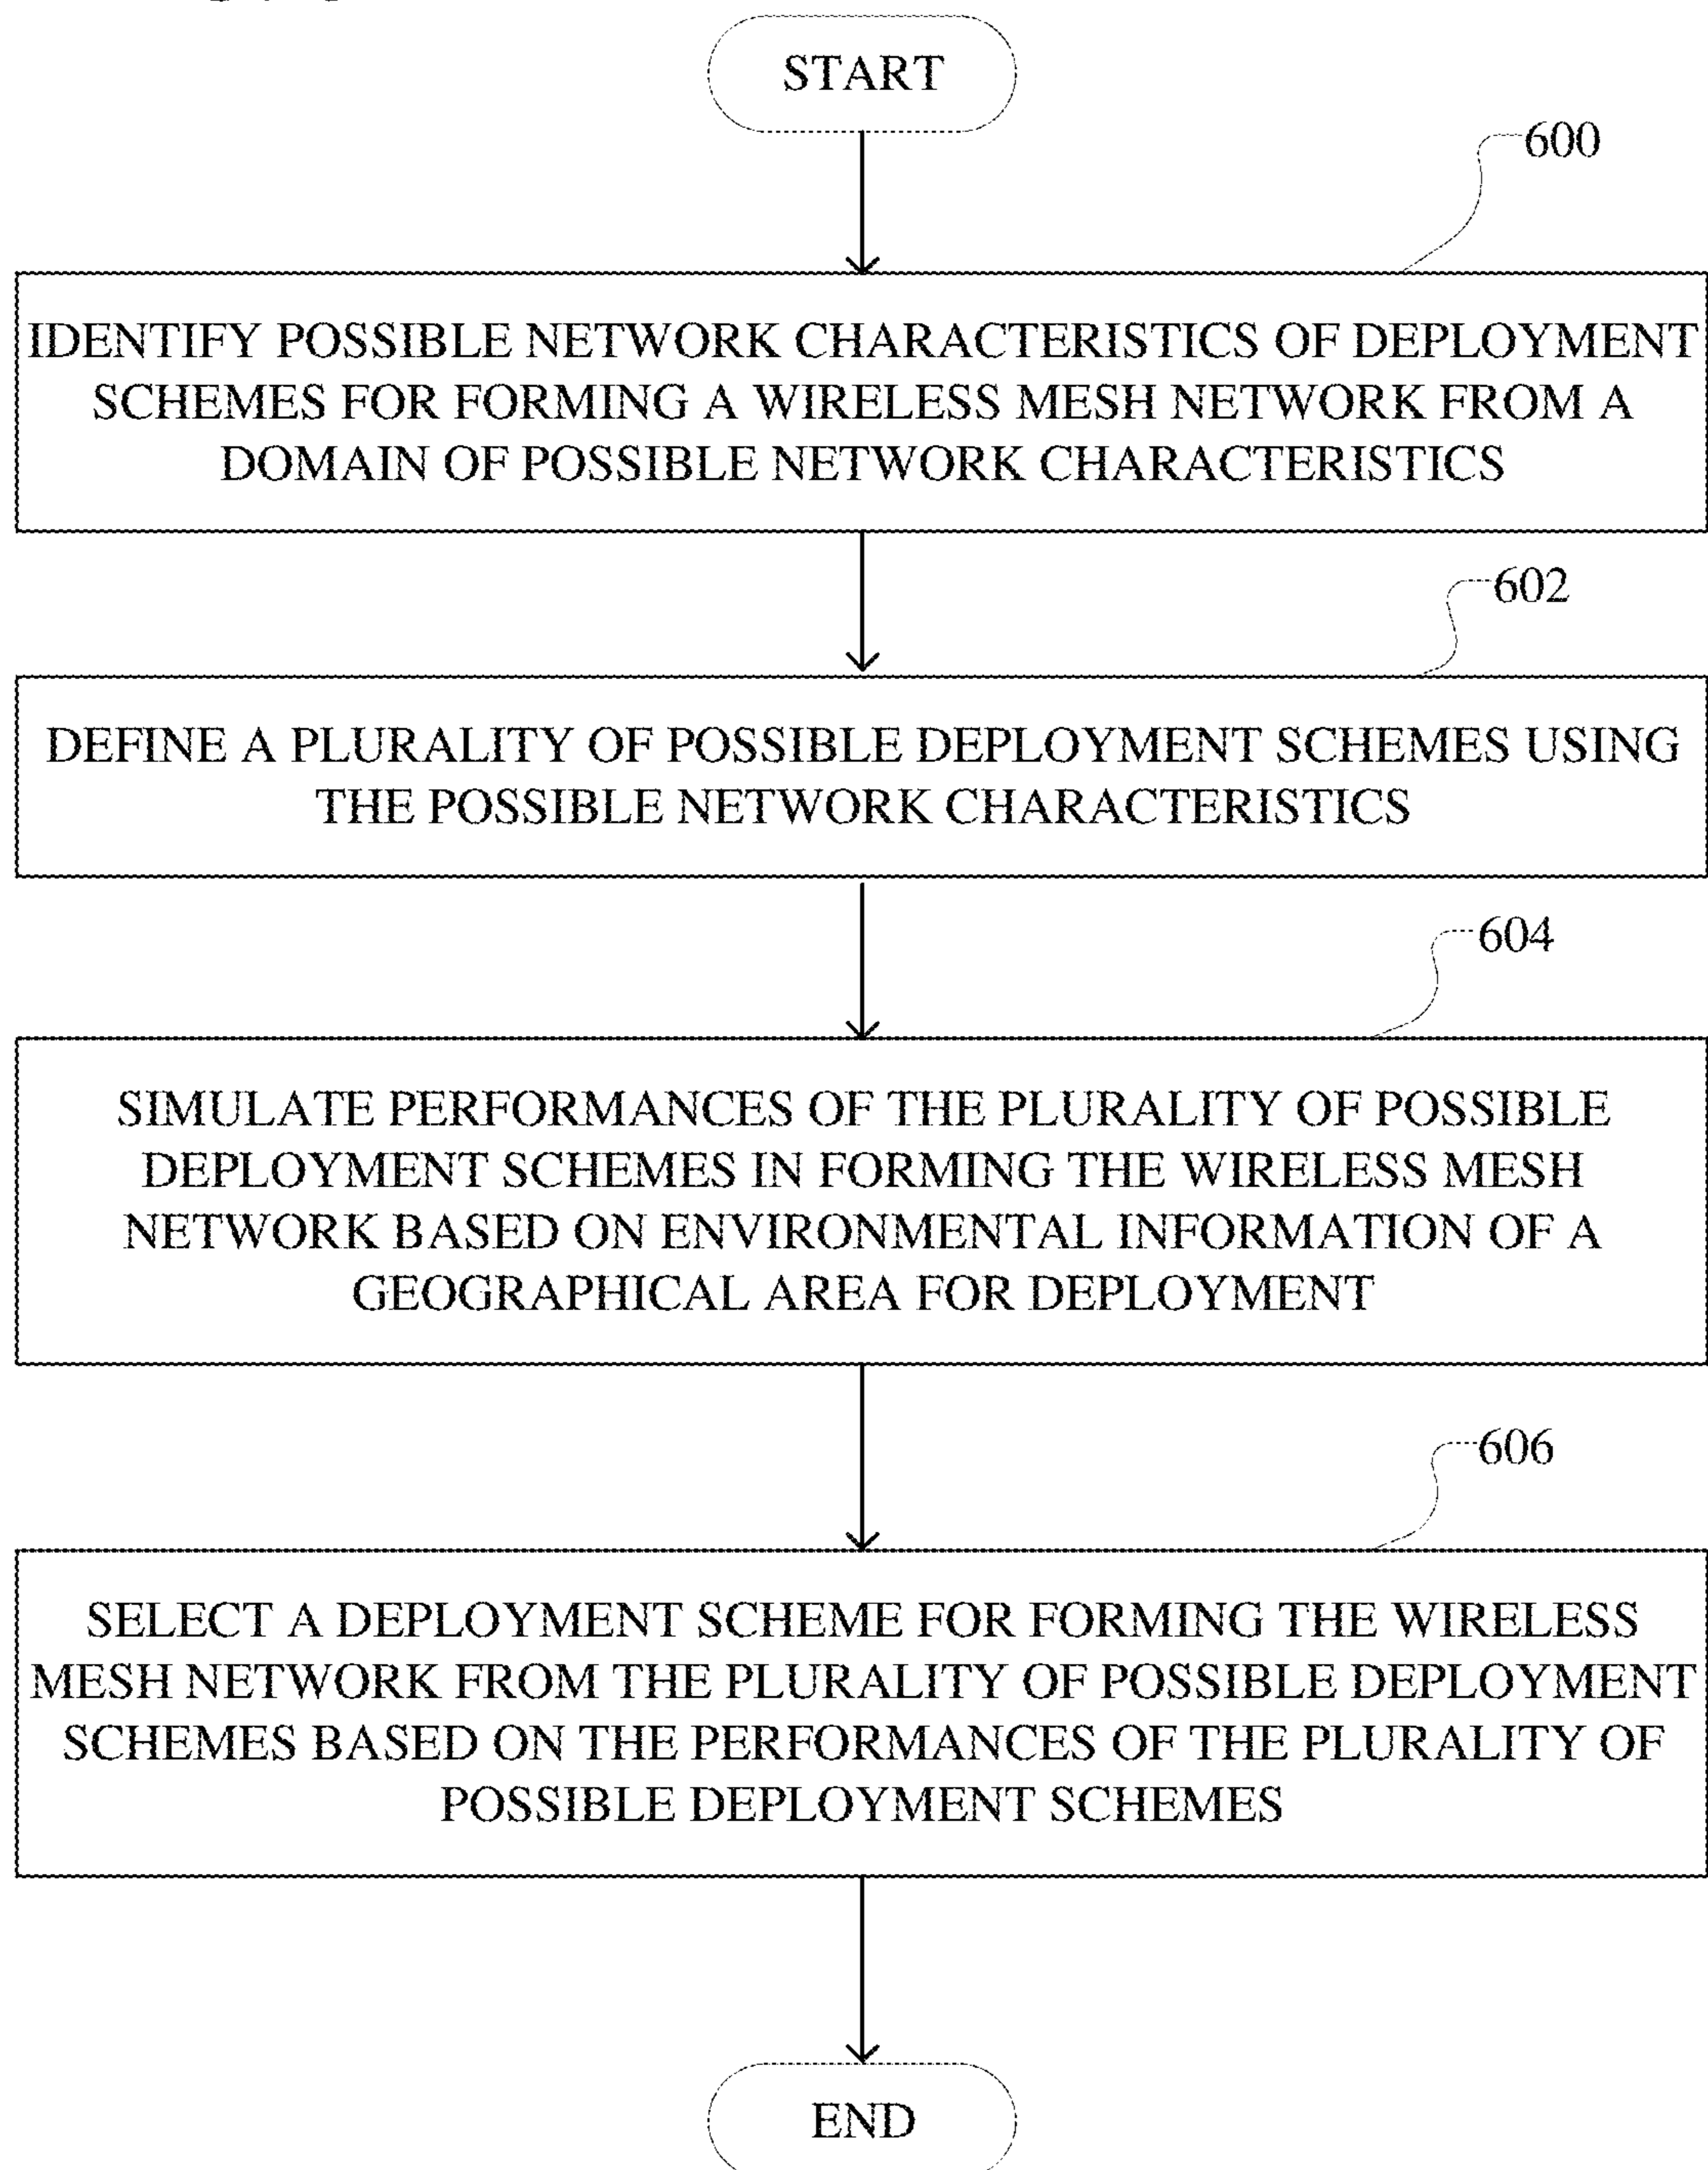 START
600
IDENTIFY POSSIBLE NETWORK CHARACTERISTICS OF DEPLOYMENT
SCHEMES FOR FORMING A WIRELESS MESH NETWORK FROM A
DOMAIN OF POSSIBLE NETWORK CHARACTERISTICS
602
DEFINE A PLURALITY OF POSSIBLE DEPLOYMENT SCHEMES USING
THE POSSIBLE NETWORK CHARACTERISTICS
604
SIMULATE PERFORMANCES OF THE PLURALITY OF POSSIBLE
DEPLOYMENT SCHEMES IN FORMING THE WIRELESS MESH
NETWORK BASED ON ENVIRONMENTAL INFORMATION OF A
GEOGRAPHICAL AREA FOR DEPLOYMENT
606
SELECT A DEPLOYMENT SCHEME FOR FORMING THE WIRELESS
MESH NETWORK FROM THE PLURALITY OF POSSIBLE DEPLOYMENT
SCHEMES BASED ON THE PERFORMANCES OF THE PLURALITY OF
POSSIBLE DEPLOYMENT SCHEMES
END